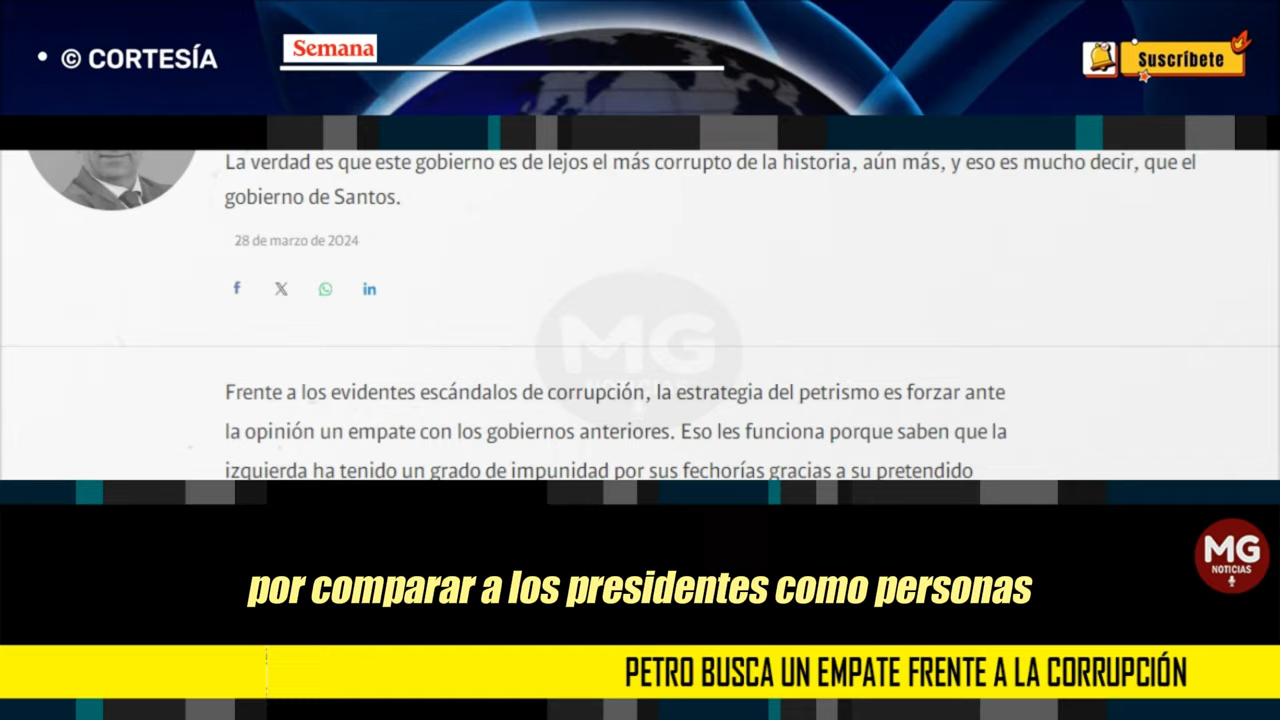 • © CORTESÍA
Semana
Suscríbete
La verdad es que este gobierno es de lejos el más corrupto de la historia, aún más, y eso es mucho decir, que el
gobierno de Santos.
28 de marzo de 2024
MG
NOTICIAS
Frente a los evidentes escándalos de corrupción, la estrategia del petrismo es forzar ante
la opinión un empate con los gobiernos anteriores. Eso les funciona porque saben que la
izquierda ha tenido un grado de impunidad por sus fechorías gracias a su pretendido
MG
NOTICIAS
por comparar a los presidentes como personas
PETRO BUSCA UN EMPATE FRENTE A LA CORRUPCIÓN